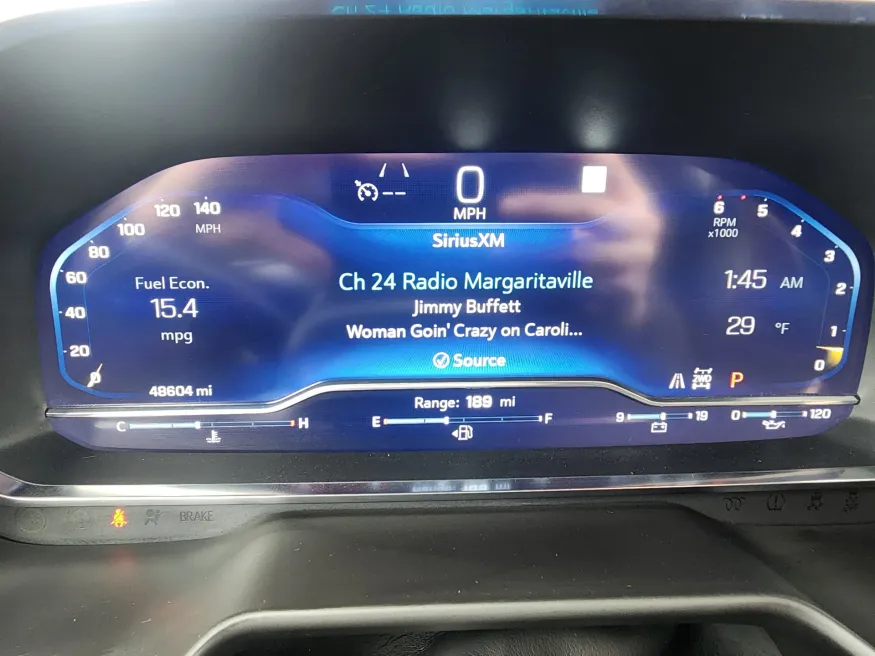 0
MPH
SiriusXM
Ch 24 Radio Margaritaville
Jimmy Buffett
Woman Goin' Crazy on Caroli...
Source
140
120
100
80
60
40
20
0
MPH
Fuel Econ.
15.4
mpg
48604 mi
6
5
4
3
2
1
0
RPM
x1000
1:45 AM
29 °F
2WD
P
Range: 189 mi
C H
E F
9 19
0 120
BRAKE